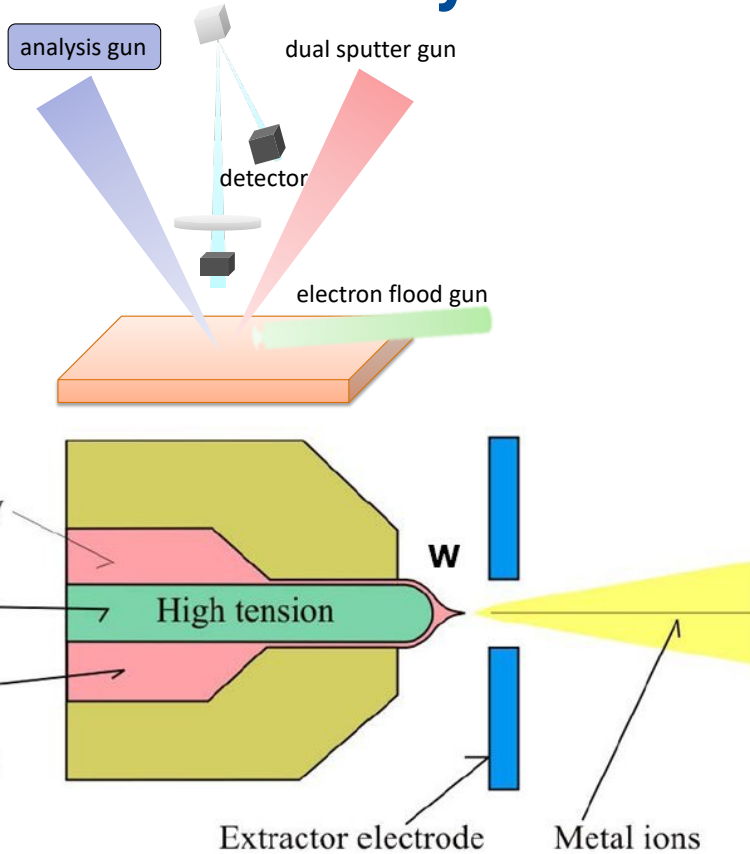 analysis gun
dual sputter gun
detector
electron flood gun
W
High tension
Extractor electrode
Metal ions